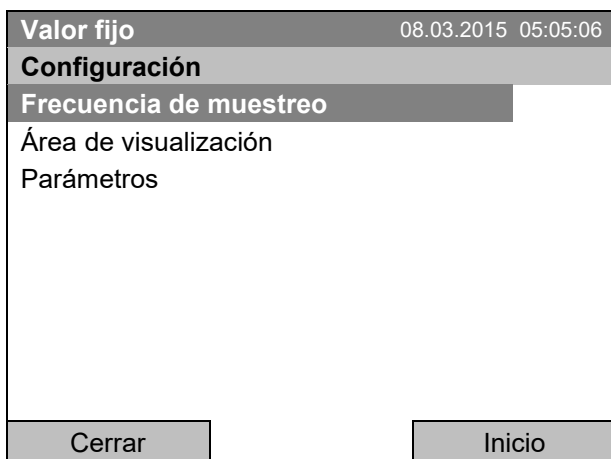 Valor fijo 08.03.2015 05:05:06
Configuración
Frecuencia de muestreo
Área de visualización
Parámetros
Cerrar Inicio